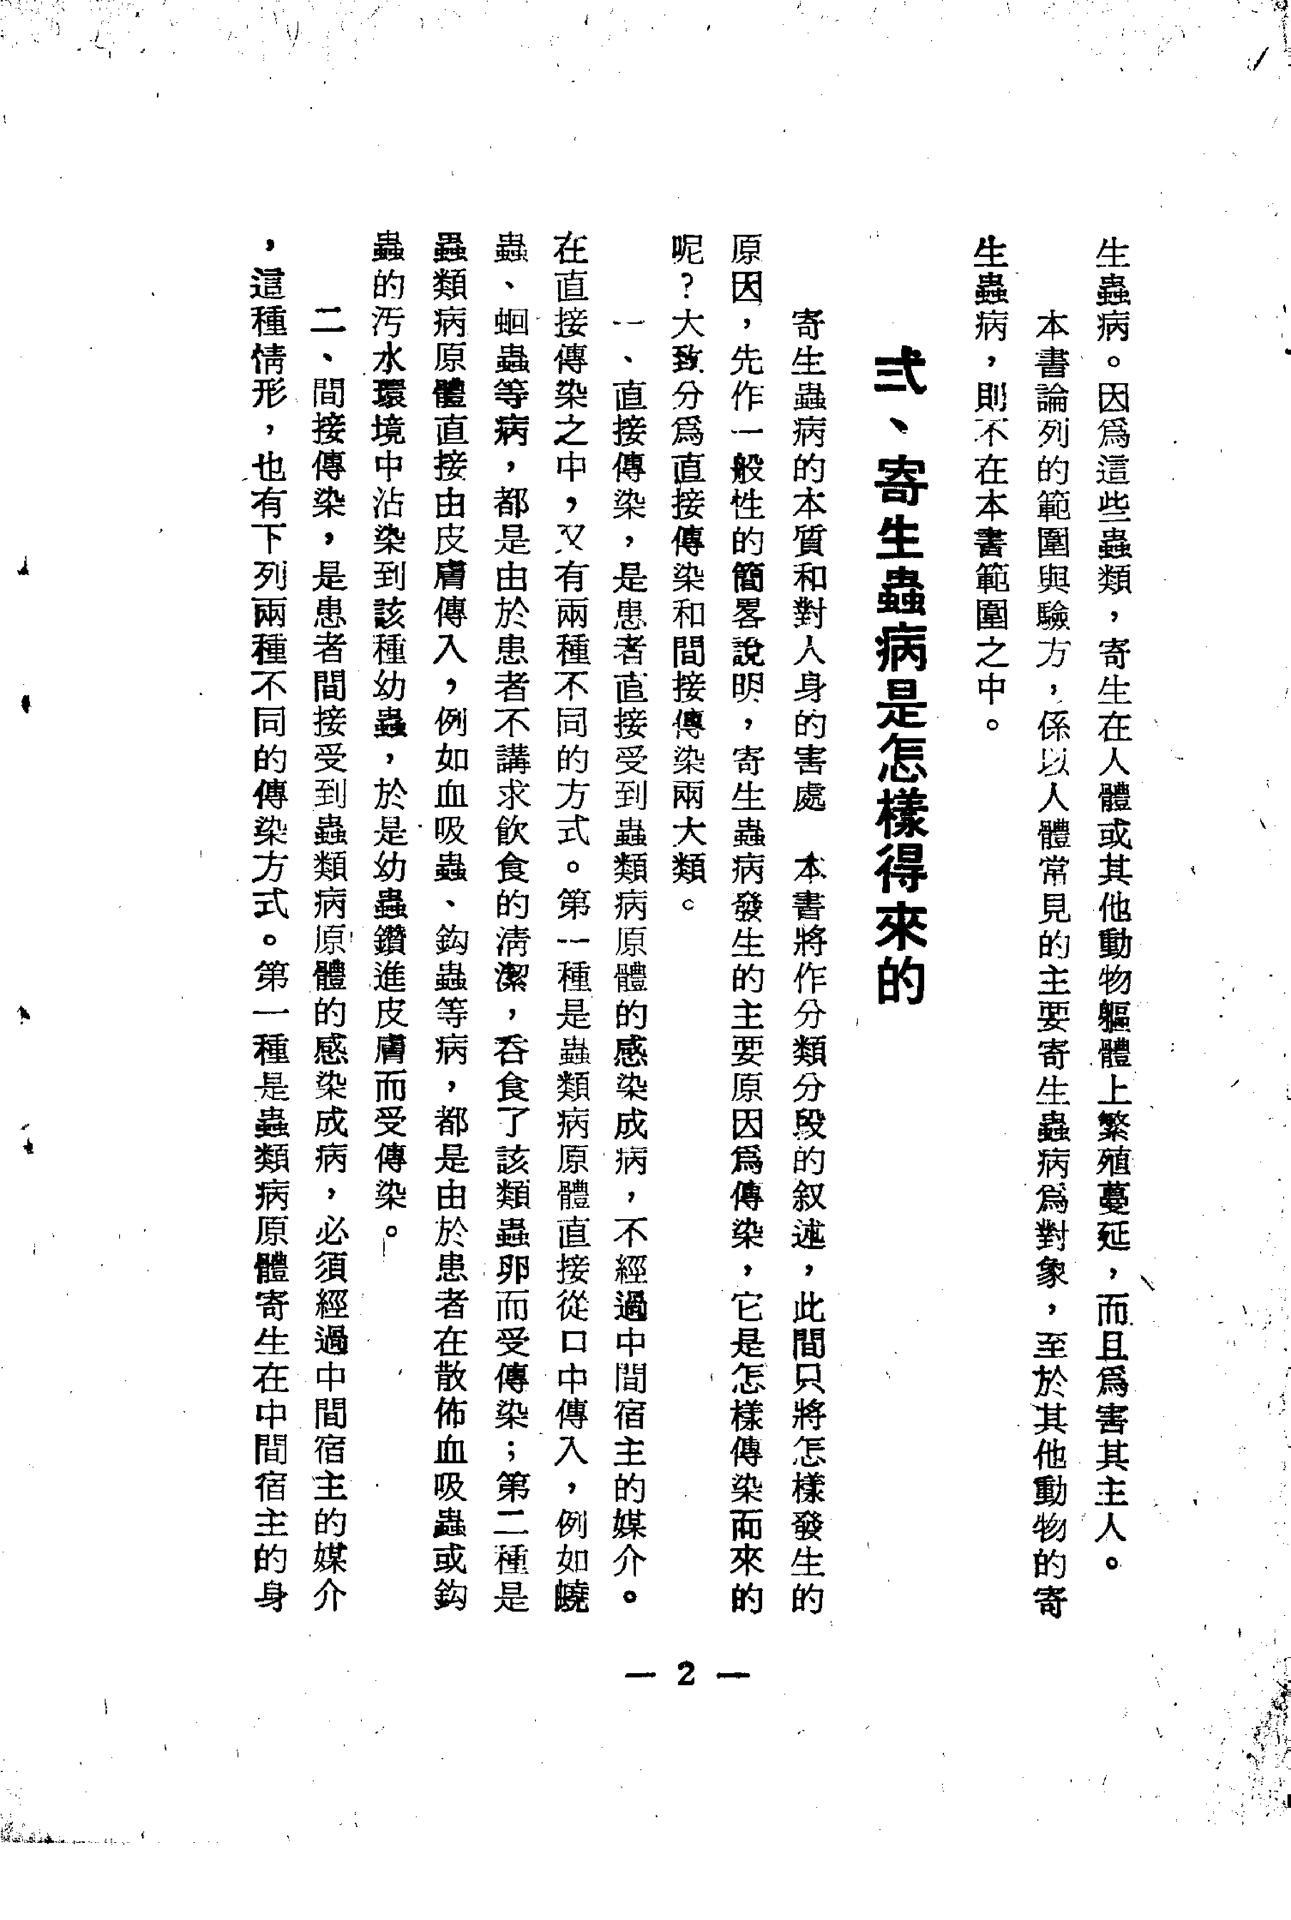 生蟲病。因爲這些蟲類，寄生在人體或其他動物軀體上繁殖蔓延，而且爲害其主人。
本書論列的範圍與驗方，係以人體常見的主要寄生蟲病爲對象，至於其他動物的寄
生蟲病，則不在本書範圍之中。
弍、寄生蟲病是怎樣得來的
寄生蟲病的本質和對人身的害處　本書將作分類分段的叙述，此間只將怎樣發生的
原因，先作一般性的簡畧說明，寄生蟲病發生的主要原因爲傳染，它是怎樣傳染而來的
呢？大致分爲直接傳染和間接傳染兩大類。
一、直接傳染，是患者直接受到蟲類病原體的感染成病，不經過中間宿主的媒介。
在直接傳染之中，又有兩種不同的方式。第一種是蟲類病原體直接從口中傳入，例如蟯
蟲、蛔蟲等病，都是由於患者不講求飲食的淸潔，呑食了該類蟲卵而受傳染；第二種是
蟲類病原體直接由皮膚傳入，例如血吸蟲、鈎蟲等病，都是由於患者在散佈血吸蟲或鈎
蟲的汚水環境中沾染到該種幼蟲，於是幼蟲鑽進皮膚而受傳染。
二、間接傳染，是患者間接受到蟲類病原體的感染成病，必須經過中間宿主的媒介
，這種情形，也有下列兩種不同的傳染方式。第一種是蟲類病原體寄生在中間宿主的身
— 2 —